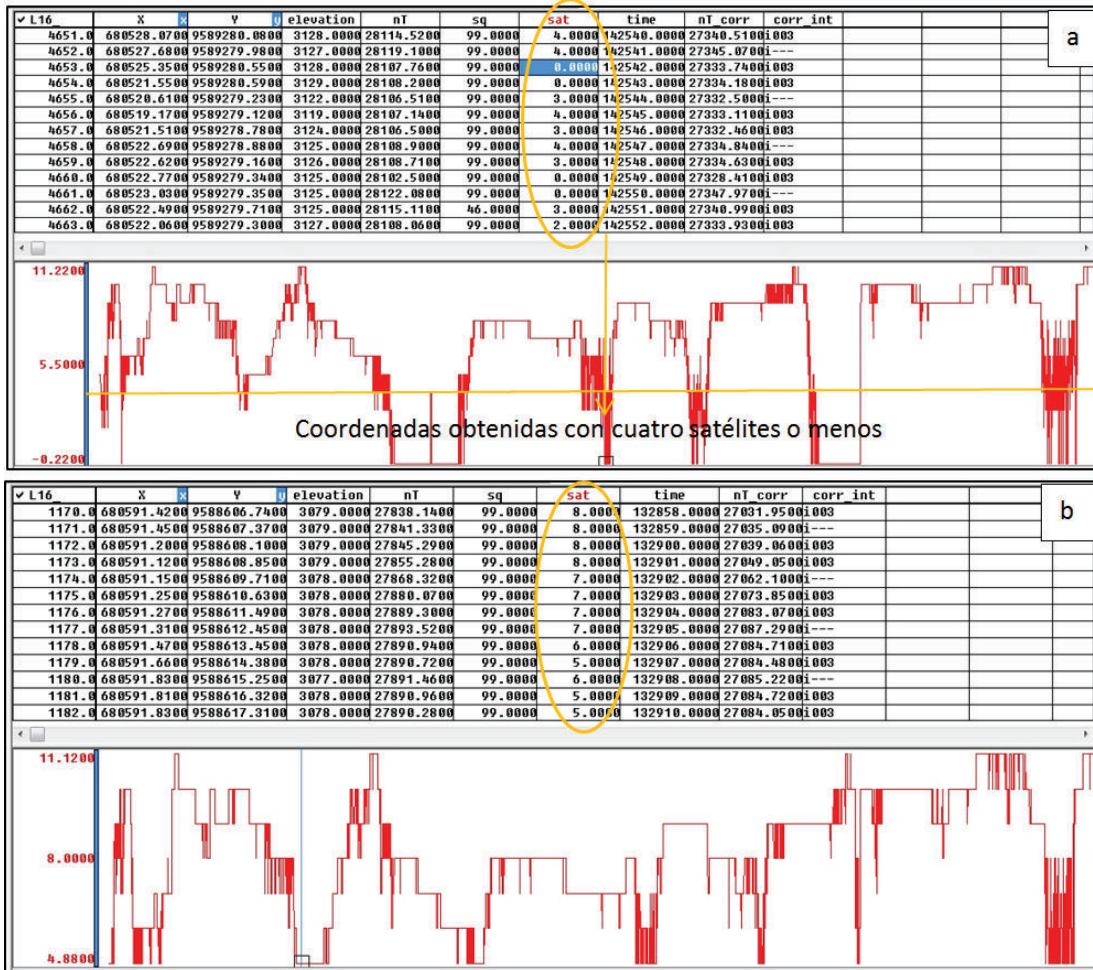 ✓ L16_ X x Y y elevation nT sq sat time nT_corr corr_int
a
4651.0 680528.0700 9589280.0800 3128.0000 28114.5200 99.0000 4.0000 142540.0000 27340.5100 i003
4652.0 680527.6800 9589279.9800 3127.0000 28119.1000 99.0000 4.0000 142541.0000 27345.0700 i---
4653.0 680525.3500 9589280.5500 3128.0000 28107.7600 99.0000 0.0000 142542.0000 27333.7400 i003
4654.0 680521.5500 9589280.5900 3129.0000 28108.2000 99.0000 0.0000 142543.0000 27334.1800 i003
4655.0 680520.6100 9589279.2300 3122.0000 28106.5100 99.0000 3.0000 142544.0000 27332.5000 i---
4656.0 680519.1700 9589279.1200 3119.0000 28107.1400 99.0000 4.0000 142545.0000 27333.1100 i003
4657.0 680521.5100 9589278.7800 3124.0000 28106.5000 99.0000 3.0000 142546.0000 27332.4600 i003
4658.0 680522.6900 9589278.8800 3125.0000 28108.9000 99.0000 4.0000 142547.0000 27334.8400 i---
4659.0 680522.6200 9589279.1600 3126.0000 28108.7100 99.0000 3.0000 142548.0000 27334.6300 i003
4660.0 680522.7700 9589279.3400 3125.0000 28102.5000 99.0000 0.0000 142549.0000 27328.4100 i003
4661.0 680523.0300 9589279.3500 3125.0000 28122.0800 99.0000 0.0000 142550.0000 27347.9700 i---
4662.0 680522.4900 9589279.7100 3125.0000 28115.1100 46.0000 3.0000 142551.0000 27340.9900 i003
4663.0 680522.0600 9589279.3000 3127.0000 28108.0600 99.0000 2.0000 142552.0000 27333.9300 i003
11.2200
5.5000
Coordenadas obtenidas con cuatro satélites o menos
-0.2200
✓ L16_ X x Y y elevation nT sq sat time nT_corr corr_int
b
1170.0 680591.4200 9588606.7400 3079.0000 27838.1400 99.0000 8.0000 132858.0000 27031.9500 i003
1171.0 680591.4500 9588607.3700 3079.0000 27841.3300 99.0000 8.0000 132859.0000 27035.0900 i---
1172.0 680591.2000 9588608.1000 3079.0000 27845.2900 99.0000 8.0000 132900.0000 27039.0600 i003
1173.0 680591.1200 9588608.8500 3079.0000 27855.2800 99.0000 8.0000 132901.0000 27049.0500 i003
1174.0 680591.1500 9588609.7100 3078.0000 27868.3200 99.0000 7.0000 132902.0000 27062.1000 i---
1175.0 680591.2500 9588610.6300 3078.0000 27880.0700 99.0000 7.0000 132903.0000 27073.8500 i003
1176.0 680591.2700 9588611.4900 3078.0000 27889.3000 99.0000 7.0000 132904.0000 27083.0700 i003
1177.0 680591.3100 9588612.4500 3078.0000 27893.5200 99.0000 7.0000 132905.0000 27087.2900 i---
1178.0 680591.4700 9588613.4500 3078.0000 27890.9400 99.0000 6.0000 132906.0000 27084.7100 i003
1179.0 680591.6600 9588614.3800 3078.0000 27890.7200 99.0000 5.0000 132907.0000 27084.4800 i003
1180.0 680591.8300 9588615.2500 3077.0000 27891.4600 99.0000 6.0000 132908.0000 27085.2200 i---
1181.0 680591.8100 9588616.3200 3078.0000 27890.9600 99.0000 5.0000 132909.0000 27084.7200 i003
1182.0 680591.8300 9588617.3100 3078.0000 27890.2800 99.0000 5.0000 132910.0000 27084.0500 i003
11.1200
8.0000
4.8800